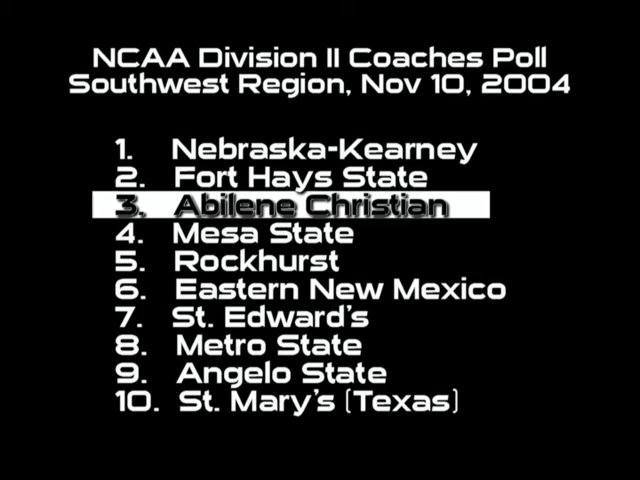 NCAA Division II Coaches Poll
Southwest Region, Nov 10, 2004
1. Nebraska-Kearney
2. Fort Hays State
3. Abilene Christian
4. Mesa State
5. Rockhurst
6. Eastern New Mexico
7. St. Edward's
8. Metro State
9. Angelo State
10. St. Mary's (Texas)